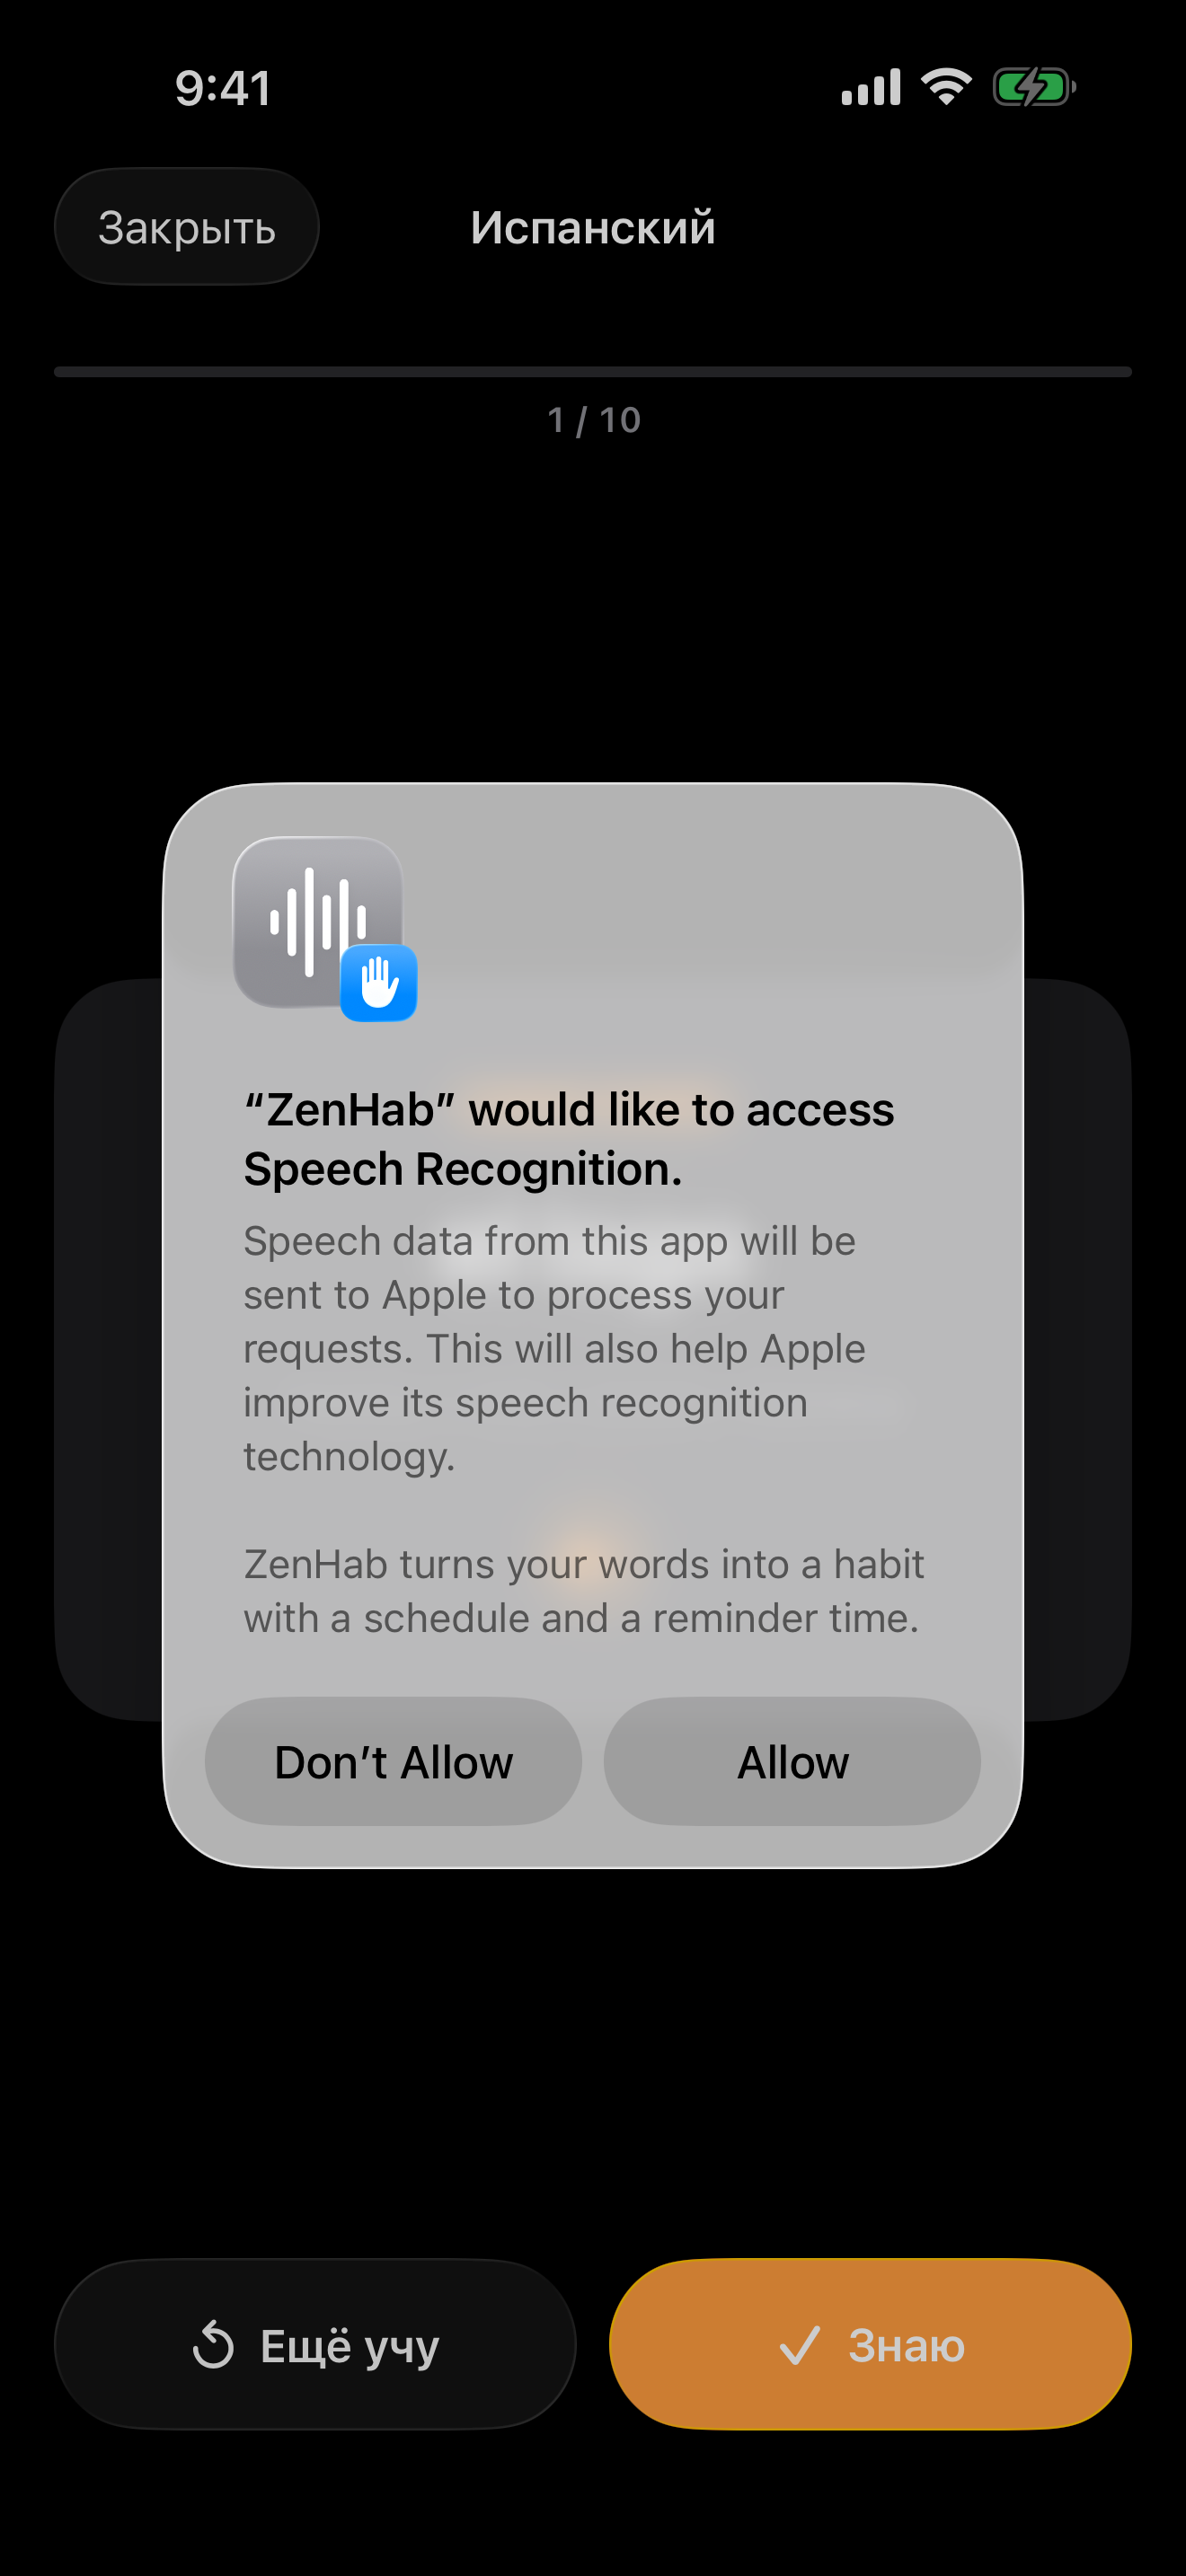 9:41
Закрыть
Испанский
1 / 10
“ZenHab” would like to access
Speech Recognition.
Speech data from this app will be
sent to Apple to process your
requests. This will also help Apple
improve its speech recognition
technology.
ZenHab turns your words into a habit
with a schedule and a reminder time.
Don’t Allow
Allow
Ещё учу
Знаю